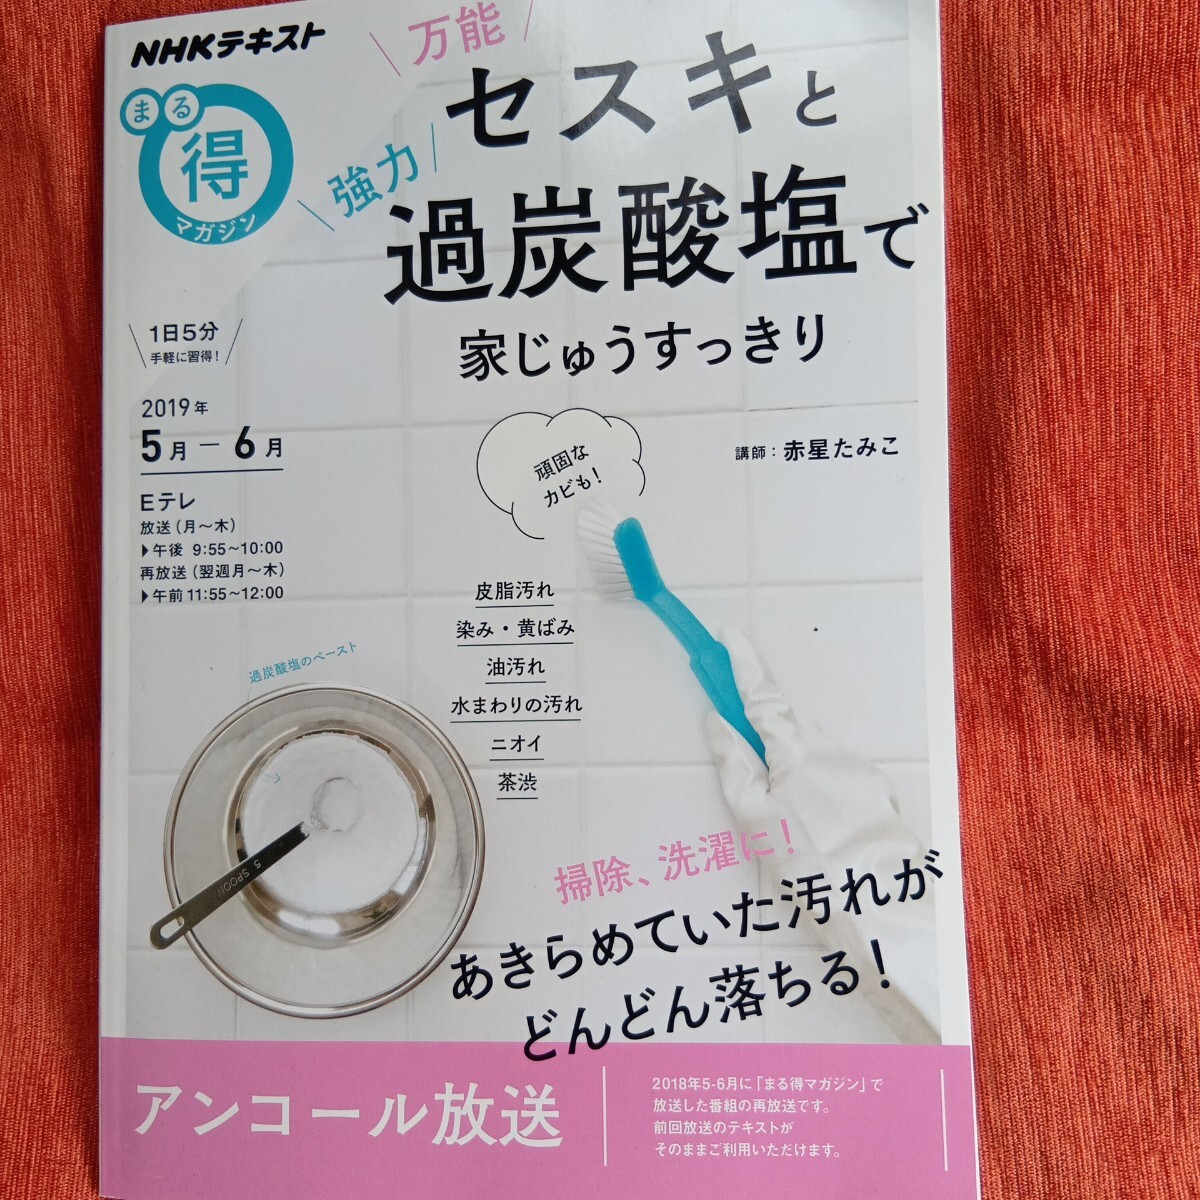 NHKテキスト
まる
得
マガジン
万能
セスキと
強力
過炭酸塩で
家じゅうすっきり
1日5分
手軽に習得!
2019年
5月—6月
Eテレ
放送(月〜木)
▶午後 9:55~10:00
再放送(翌週月〜木)
▶午前11:55~12:00
講師:赤星たみこ
頑固な
カビも!
皮脂汚れ
染み・黄ばみ
油汚れ
水まわりの汚れ
ニオイ
茶渋
過炭酸塩のペースト
5 SPOON
掃除、洗濯に!
あきらめていた汚れが
どんどん落ちる!
アンコール放送
2018年5-6月に「まる得マガジン」で
放送した番組の再放送です。
前回放送のテキストが
そのままご利用いただけます。